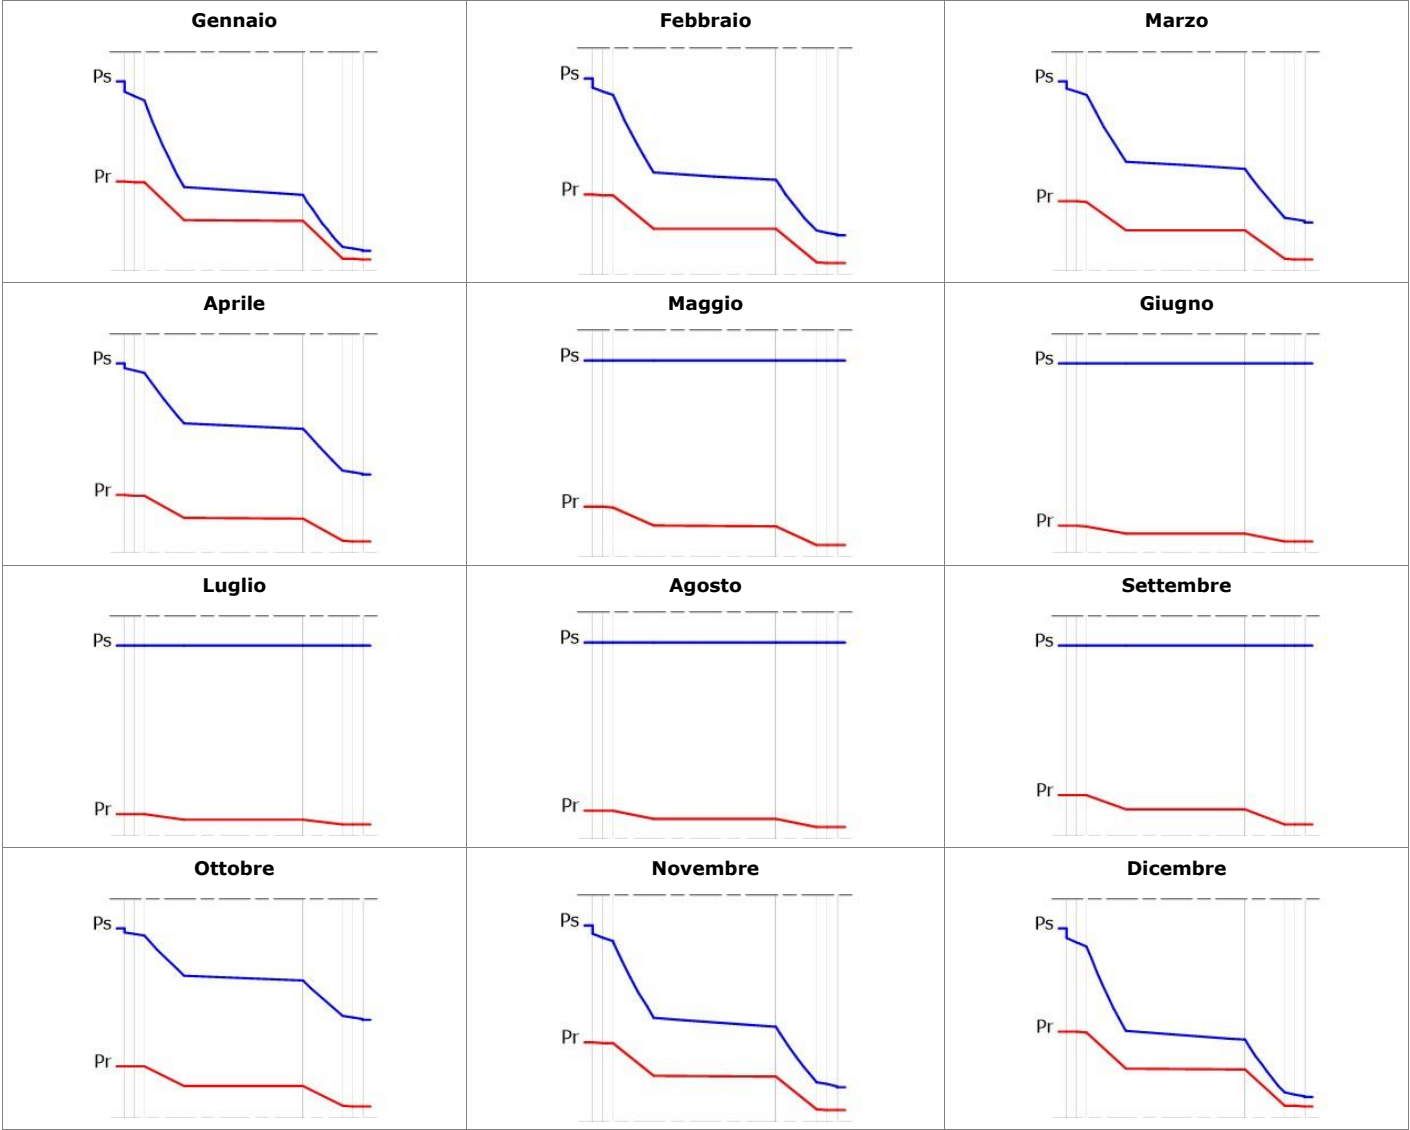 Gennaio
Febbraio
Marzo
Ps
Ps
Ps
Pr
Pr
Pr
Aprile
Maggio
Giugno
Ps
Ps
Ps
Pr
Pr
Pr
Luglio
Agosto
Settembre
Ps
Ps
Ps
Pr
Pr
Pr
Ottobre
Novembre
Dicembre
Ps
Ps
Ps
Pr
Pr
Pr